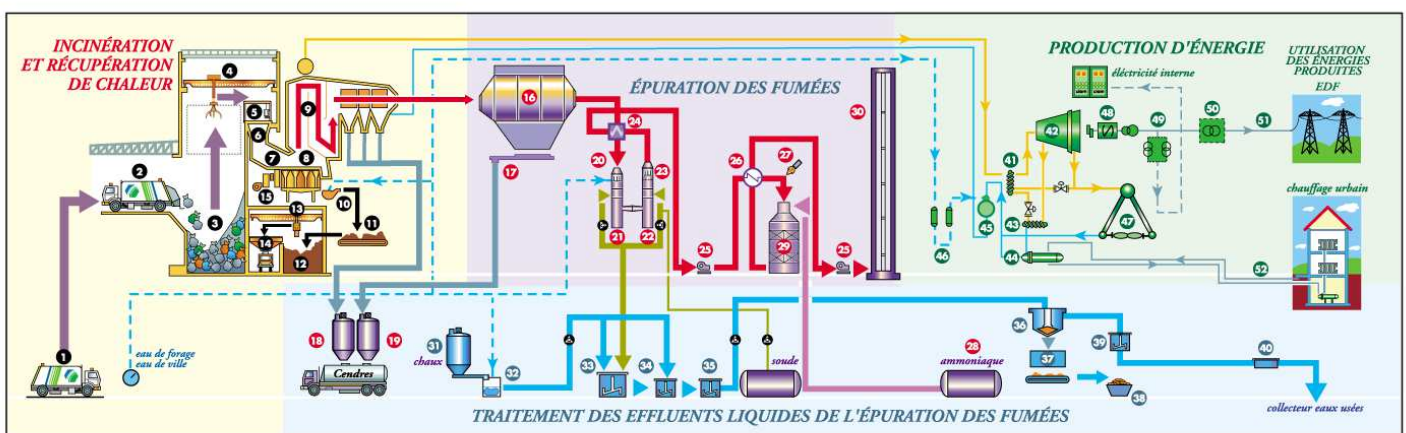 INCINÉRATION
ET RÉCUPÉRATION
DE CHALEUR
1
2
3
4
5
6
7
8
9
10
11
12
13
14
15
eau de forage
eau de ville
ÉPURATION DES FUMÉES
16
17
18
19
Cendres
20
21
22
23
24
25
26
27
29
25
30
PRODUCTION D'ÉNERGIE
éléctricité interne
41
42
43
44
45
46
47
48
49
50
51
52
UTILISATION
DES ÉNERGIES
PRODUITES
EDF
chauffage urbain
31
chaux
32
33
34
35
soude
28
ammoniaque
36
37
38
39
40
collecteur eaux usées
TRAITEMENT DES EFFLUENTS LIQUIDES DE L'ÉPURATION DES FUMÉES